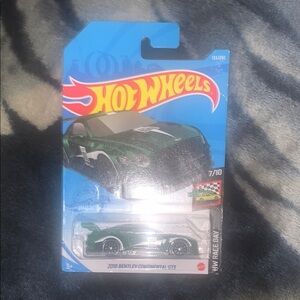 HOT WHEELS
7/10
HW RACE DAY
2018 BENTLEY CONTINENTAL GT3